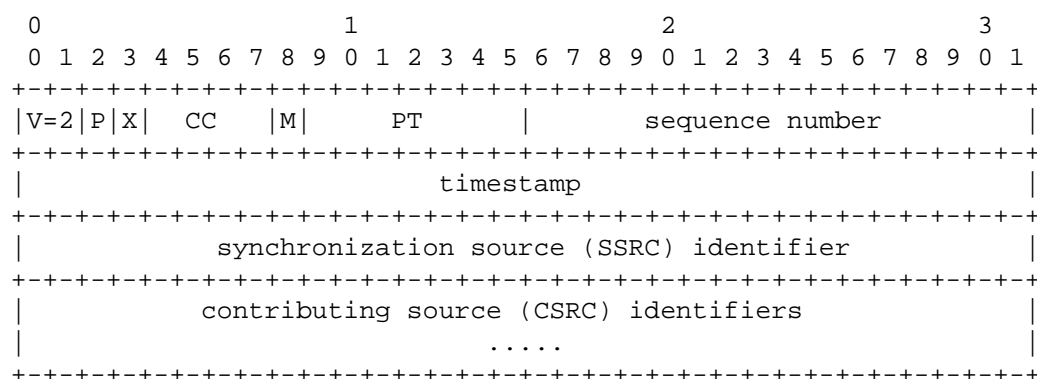 0                   1                   2                   3
 0 1 2 3 4 5 6 7 8 9 0 1 2 3 4 5 6 7 8 9 0 1 2 3 4 5 6 7 8 9 0 1
+-+-+-+-+-+-+-+-+-+-+-+-+-+-+-+-+-+-+-+-+-+-+-+-+-+-+-+-+-+-+-+-+
|V=2|P|X|  CC   |M|     PT      |       sequence number         |
+-+-+-+-+-+-+-+-+-+-+-+-+-+-+-+-+-+-+-+-+-+-+-+-+-+-+-+-+-+-+-+-+
|                           timestamp                           |
+-+-+-+-+-+-+-+-+-+-+-+-+-+-+-+-+-+-+-+-+-+-+-+-+-+-+-+-+-+-+-+-+
|            synchronization source (SSRC) identifier           |
+-+-+-+-+-+-+-+-+-+-+-+-+-+-+-+-+-+-+-+-+-+-+-+-+-+-+-+-+-+-+-+-+
|           contributing source (CSRC) identifiers              |
|                             .....                             |
+-+-+-+-+-+-+-+-+-+-+-+-+-+-+-+-+-+-+-+-+-+-+-+-+-+-+-+-+-+-+-+-+